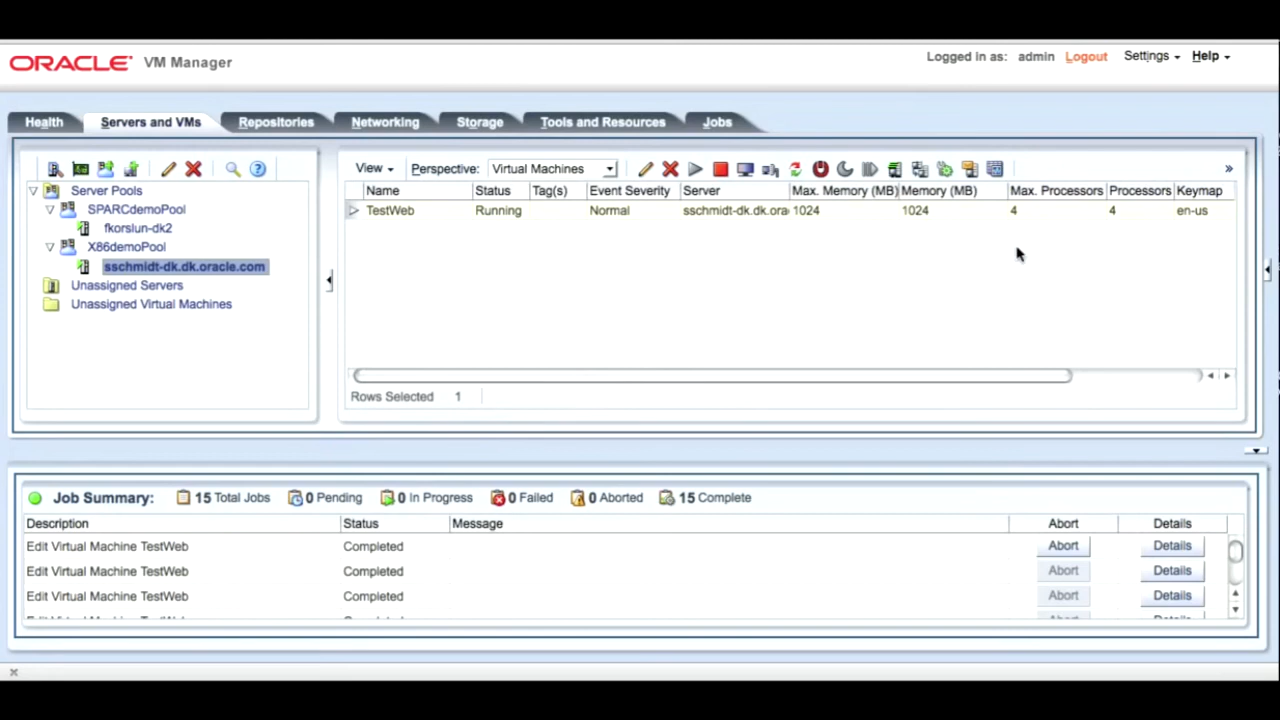 ORACLE VM Manager
Logged in as: admin Logout Settings Help
Health Servers and VMs Repositories Networking Storage Tools and Resources Jobs
View Perspective: Virtual Machines »
Server Pools
SPARCdemoPool
fkorslun-dk2
X86demoPool
sschmidt-dk.dk.oracle.com
Unassigned Servers
Unassigned Virtual Machines
Name Status Tag(s) Event Severity Server Max. Memory (MB) Memory (MB) Max. Processors Processors Keymap
TestWeb Running Normal sschmidt-dk.dk.ora 1024 1024 4 4 en-us
Rows Selected 1
Job Summary: 15 Total Jobs 0 Pending 0 In Progress 0 Failed 0 Aborted 15 Complete
Description Status Message Abort Details
Edit Virtual Machine TestWeb Completed Abort Details
Edit Virtual Machine TestWeb Completed Abort Details
Edit Virtual Machine TestWeb Completed Abort Details